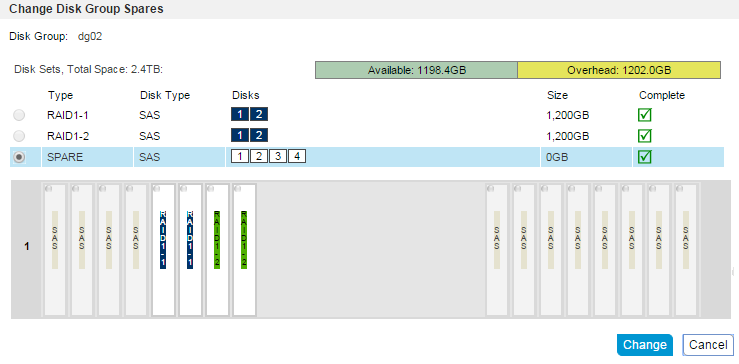 Change Disk Group Spares
Disk Group: dg02
Disk Sets, Total Space: 2.4TB: Available: 1198.4GB Overhead: 1202.0GB
Type Disk Type Disks Size Complete
RAID1-1 SAS 1 2 1,200GB
RAID1-2 SAS 1 2 1,200GB
SPARE SAS 1 2 3 4 0GB
1 SAS SAS SAS SAS RAID1-1 RAID1-1 RAID1-2 RAID1-2 SAS SAS SAS SAS SAS SAS SAS SAS
Change Cancel